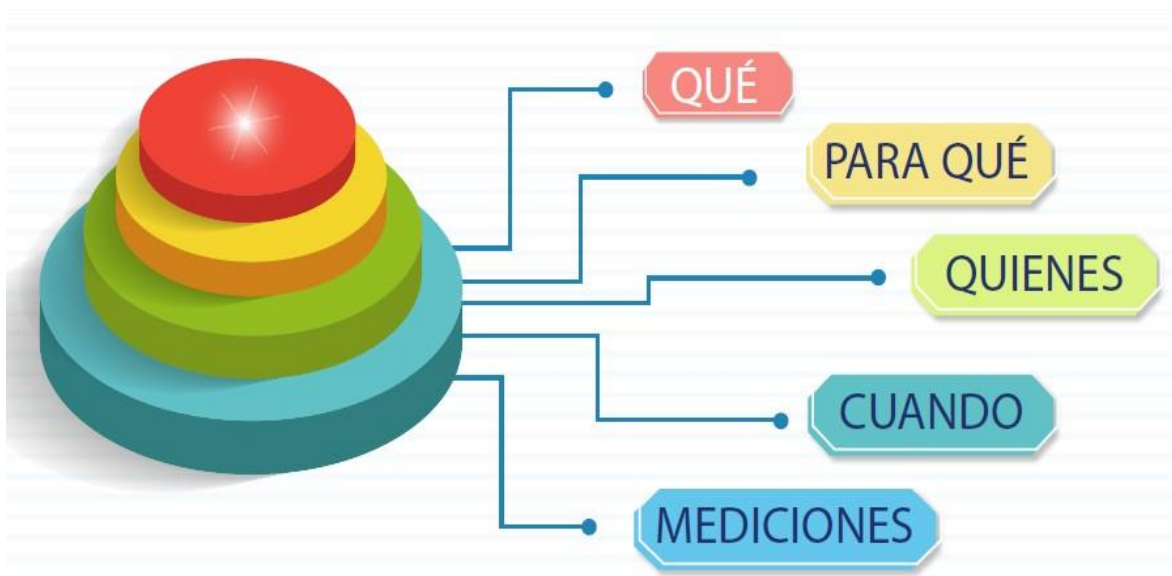 QUÉ
PARA QUÉ
QUIENES
CUANDO
MEDICIONES